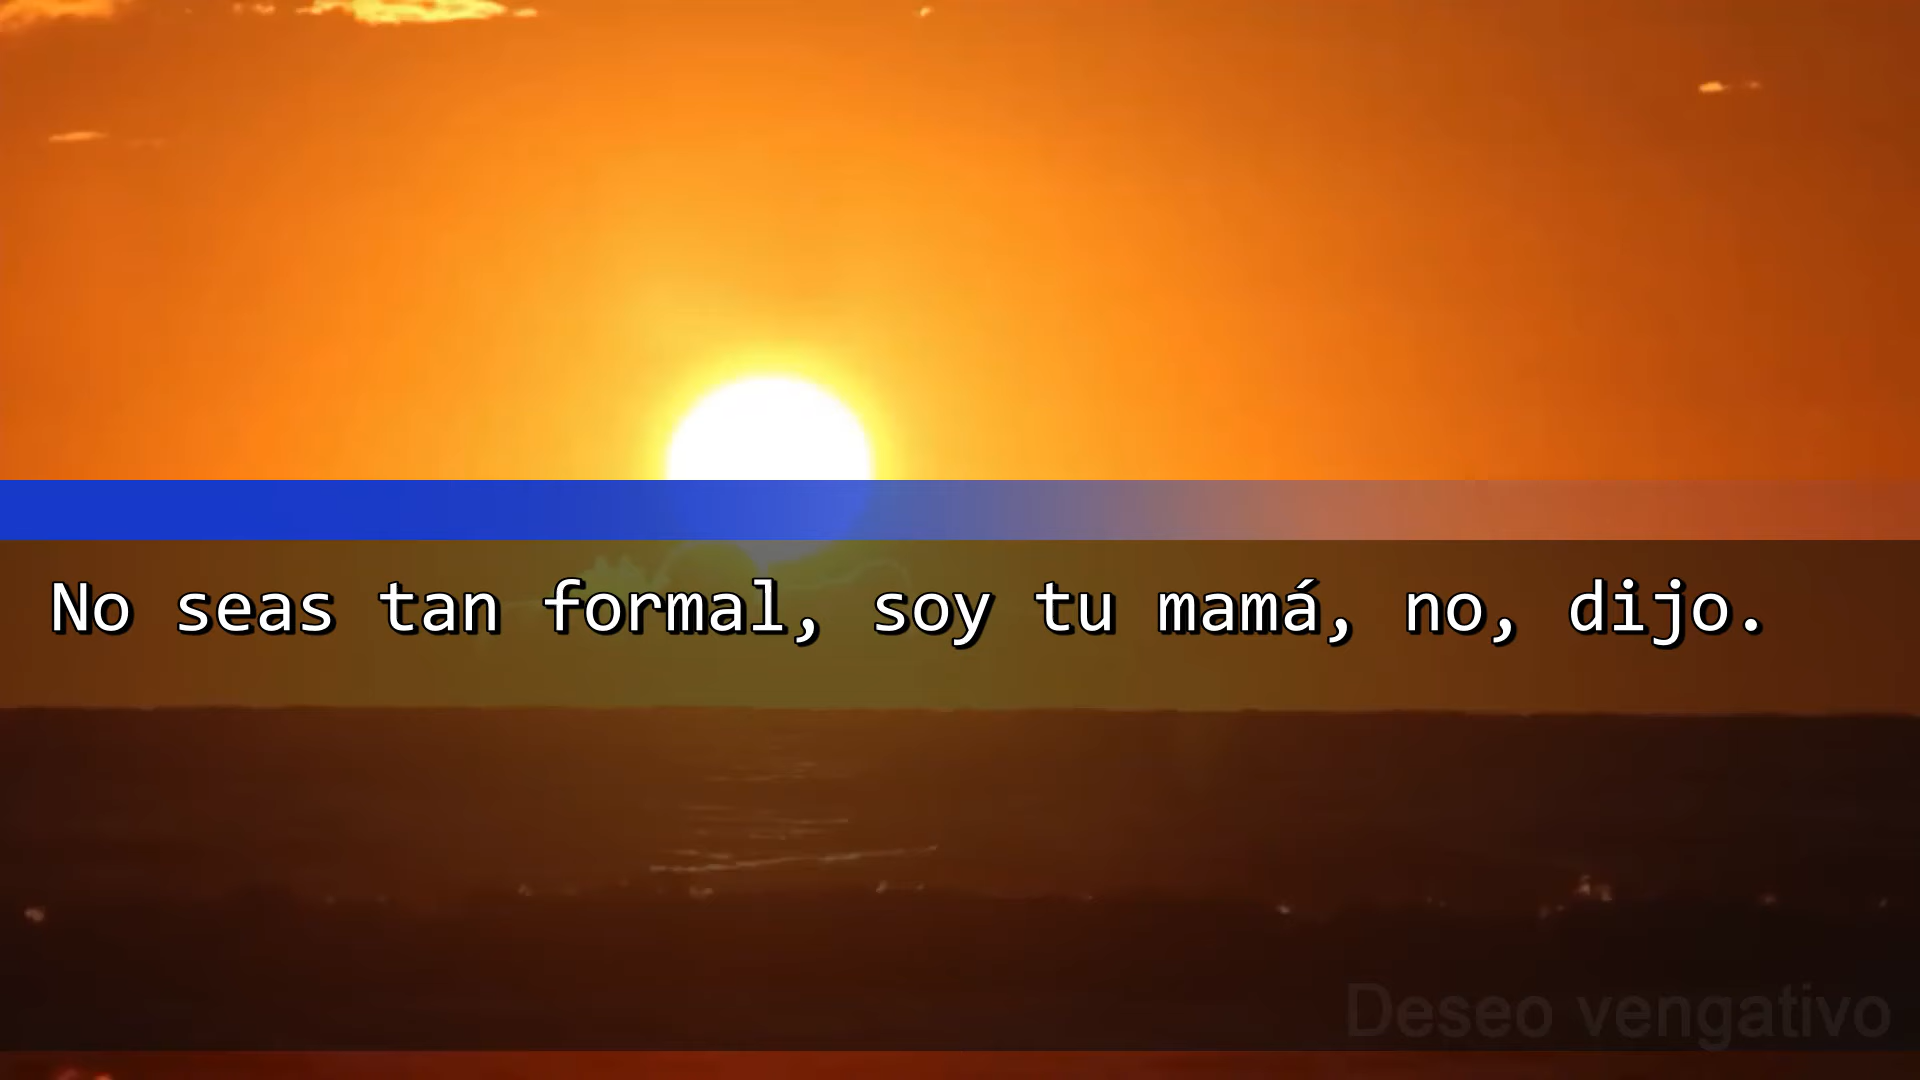 No seas tan formal, soy tu mamá, no, dijo.
Deseo vengativo